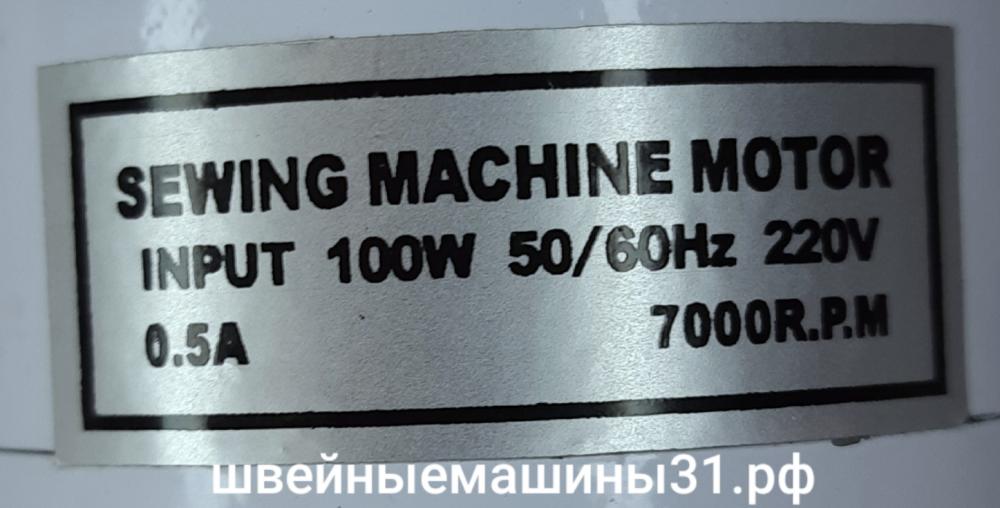 SEWING MACHINE MOTOR
INPUT 100W 50/60Hz 220V
0.5A 7000R.P.M
швейныемашины31.рф